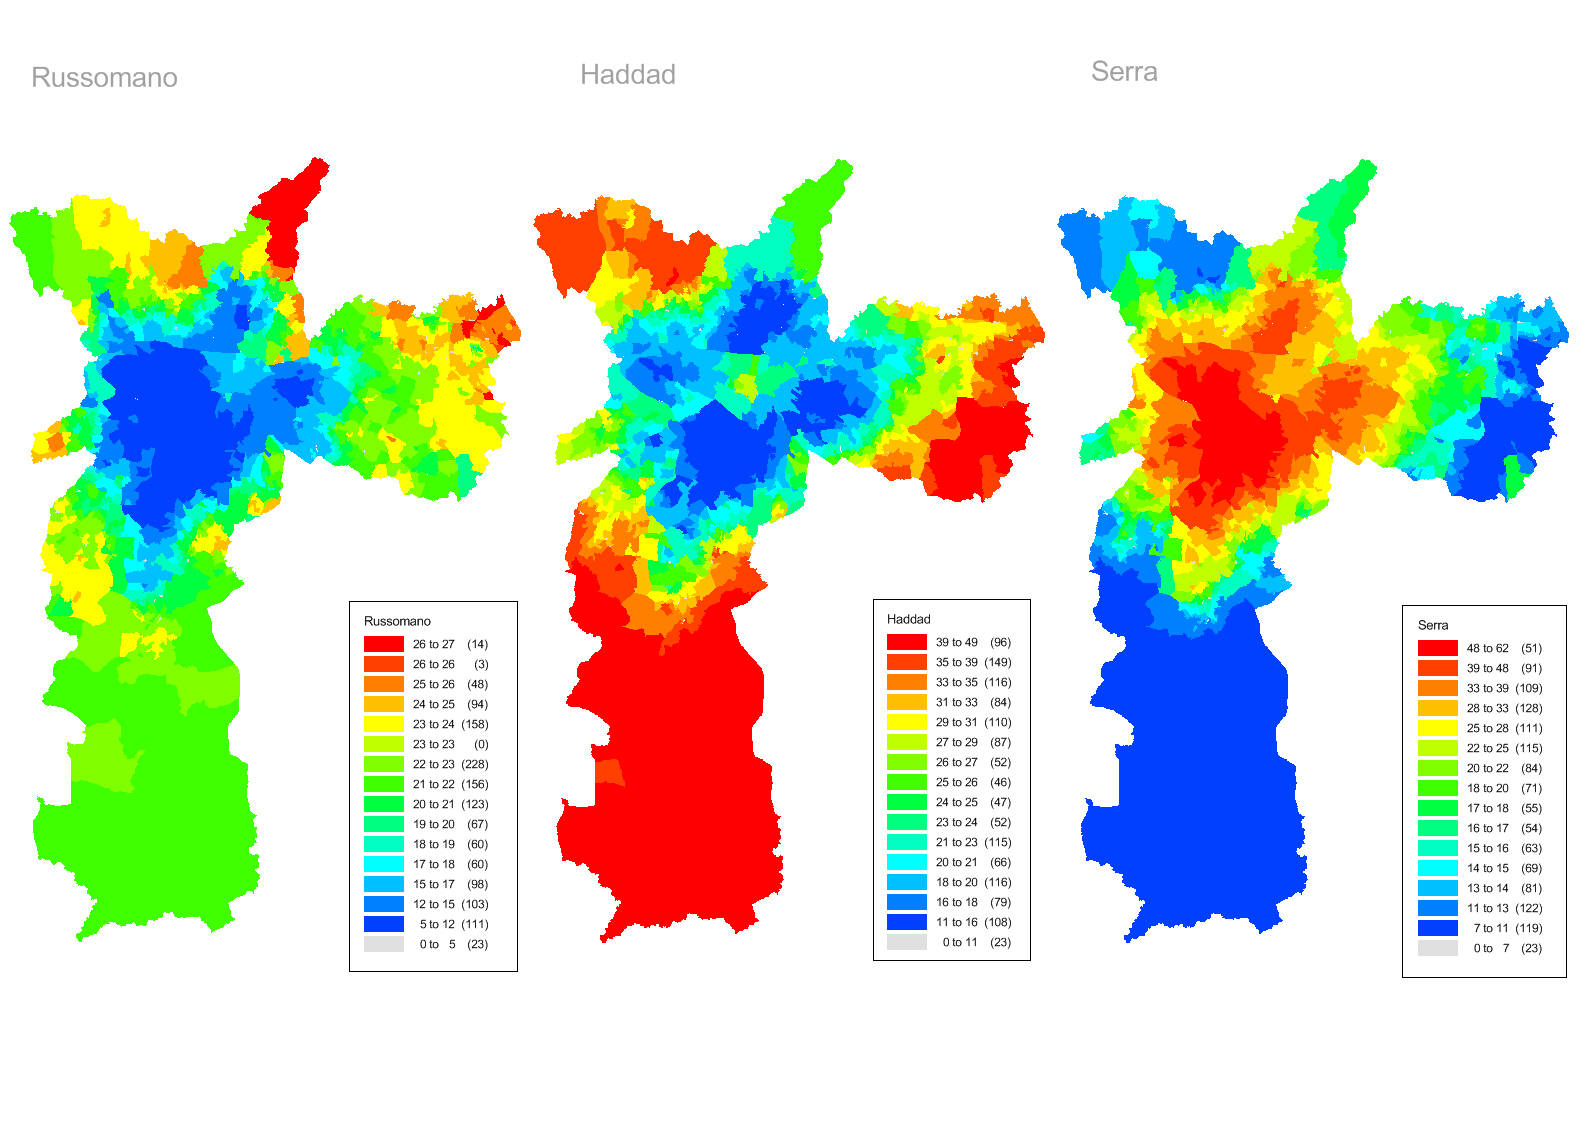 Russomano
Haddad
Serra
Russomano
26 to 27 (14)
26 to 26 (3)
25 to 26 (48)
24 to 25 (94)
23 to 24 (158)
23 to 23 (0)
22 to 23 (228)
21 to 22 (156)
20 to 21 (123)
19 to 20 (67)
18 to 19 (60)
17 to 18 (60)
15 to 17 (98)
12 to 15 (103)
5 to 12 (111)
0 to 5 (23)
Haddad
39 to 49 (96)
35 to 39 (149)
33 to 35 (116)
31 to 33 (84)
29 to 31 (110)
27 to 29 (87)
26 to 27 (52)
25 to 26 (46)
24 to 25 (47)
23 to 24 (52)
21 to 23 (115)
20 to 21 (66)
18 to 20 (116)
16 to 18 (79)
11 to 16 (108)
0 to 11 (23)
Serra
48 to 62 (51)
39 to 48 (91)
33 to 39 (109)
28 to 33 (128)
25 to 28 (111)
22 to 25 (115)
20 to 22 (84)
18 to 20 (71)
17 to 18 (55)
16 to 17 (54)
15 to 16 (63)
14 to 15 (69)
13 to 14 (81)
11 to 13 (122)
7 to 11 (119)
0 to 7 (23)